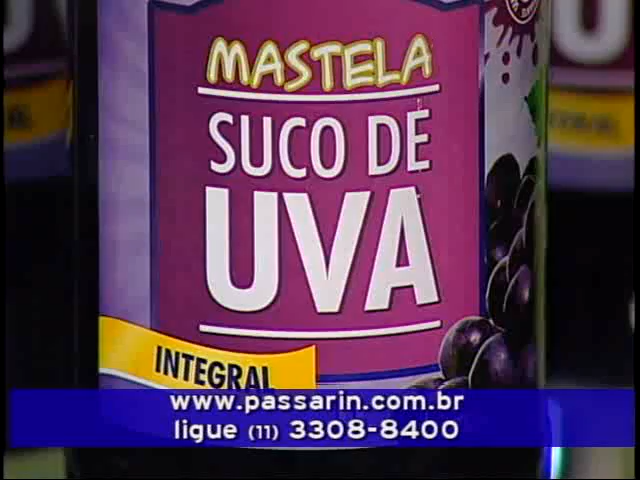 MASTELA
SUCO DE
UVA
INTEGRAL
www.passarin.com.br
ligue (11) 3308-8400